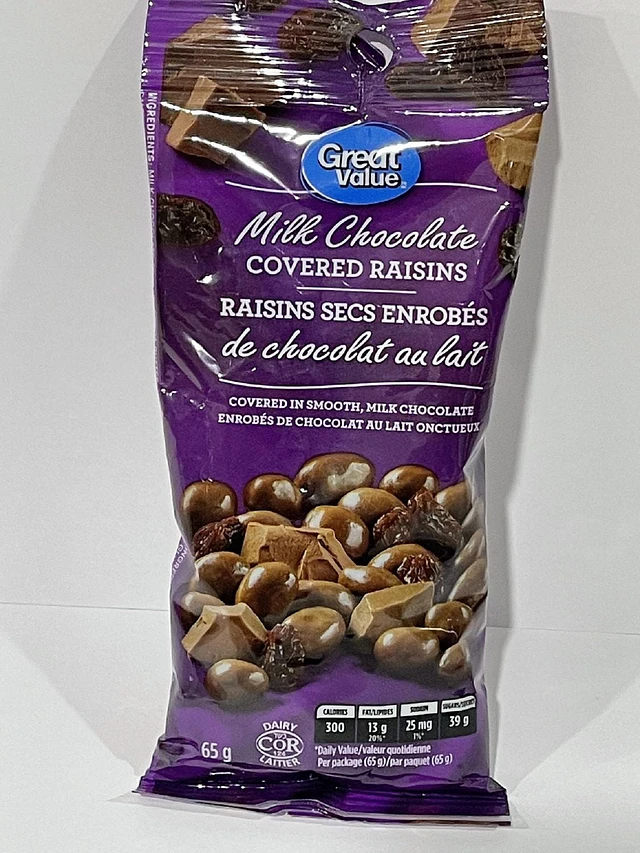 Great
Value
Milk Chocolate
COVERED RAISINS
RAISINS SECS ENROBÉS
de chocolat au lait
COVERED IN SMOOTH, MILK CHOCOLATE
ENROBÉS DE CHOCOLAT AU LAIT ONCTUEUX
INGREDIENTS: MILK
65 g
DAIRY
COR
LAITIER
CALORIES
300
FAT/LIPIDES
13 g
20%*
SODIUM
25 mg
1%*
39 g
*Daily Value/valeur quotidienne
Per package (65 g)/par paquet (65 g)